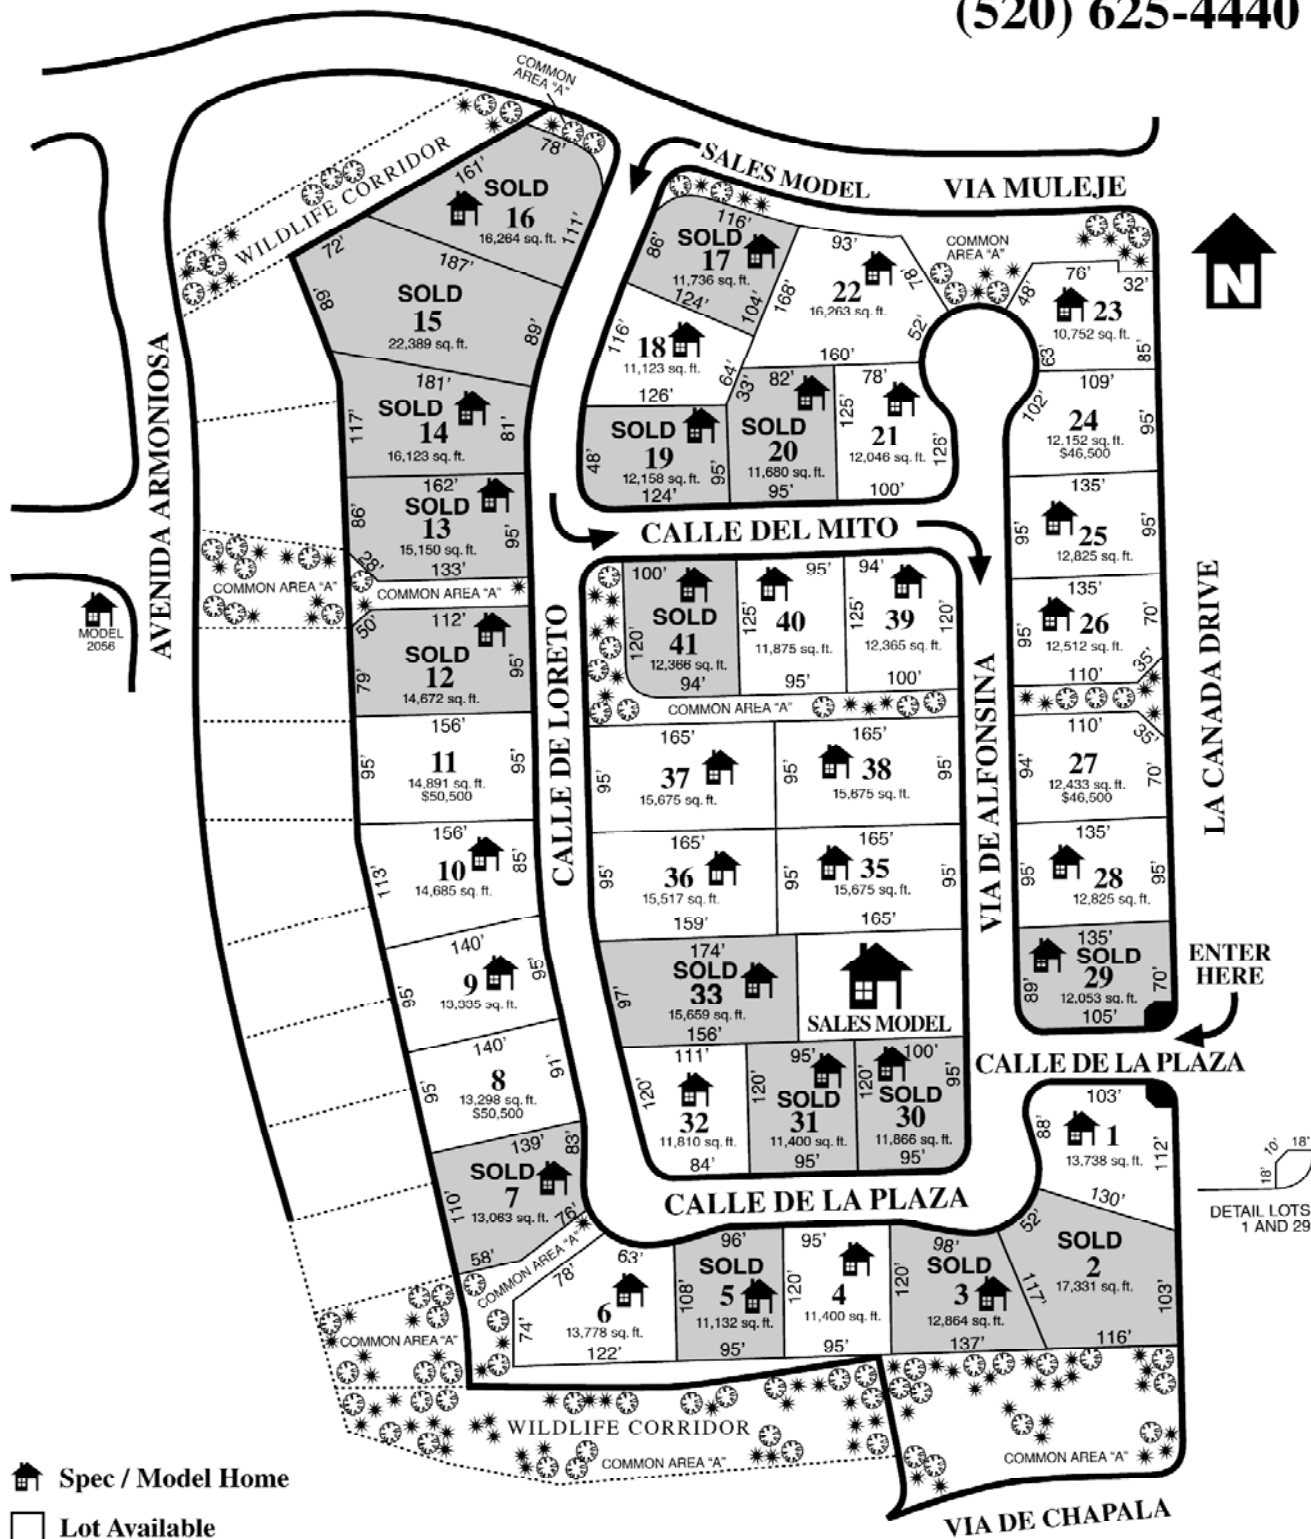 (520) 625-4440
COMMON
AREA "A"
WILDLIFE CORRIDOR
SALES MODEL
VIA MULEJE
N
78'
161'
SOLD
16
16,264 sq. ft.
111'
72'
187'
SOLD
15
22,389 sq. ft.
89'
89'
181'
SOLD
14
16,123 sq. ft.
117'
81'
162'
SOLD
13
15,150 sq. ft.
86'
95'
28'
133'
COMMON AREA "A"
COMMON AREA "A"
50'
112'
SOLD
12
14,672 sq. ft.
79'
95'
156'
11
14,891 sq. ft.
$50,500
95'
95'
156'
10
14,685 sq. ft.
113'
85'
140'
9
13,335 sq. ft.
95'
95'
140'
8
13,298 sq. ft.
$50,500
95'
91'
139'
SOLD
7
13,063 sq. ft.
110'
83'
76'
58'
COMMON AREA "A"
AVENIDA ARMONIOSA
MODEL
2056
CALLE DE LORETO
116'
SOLD
17
11,736 sq. ft.
86'
124'
104'
93'
22
16,263 sq. ft.
168'
78'
52'
160'
COMMON
AREA "A"
76'
32'
48'
23
10,752 sq. ft.
63'
85'
116'
18
11,123 sq. ft.
64'
126'
33'
SOLD
19
12,158 sq. ft.
48'
95'
124'
82'
SOLD
20
11,680 sq. ft.
95'
78'
125'
21
12,046 sq. ft.
126'
100'
109'
102'
24
12,152 sq. ft.
$46,500
95'
CALLE DEL MITO
135'
25
12,825 sq. ft.
95'
95'
135'
26
12,512 sq. ft.
95'
70'
110'
35'
100'
SOLD
41
12,366 sq. ft.
120'
94'
95'
125'
40
11,875 sq. ft.
95'
94'
125'
39
12,365 sq. ft.
120'
100'
COMMON AREA "A"
LA CANADA DRIVE
VIA DE ALFONSINA
110'
35'
27
12,433 sq. ft.
$46,500
94'
70'
165'
37
15,675 sq. ft.
95'
165'
38
15,675 sq. ft.
95'
95'
135'
28
12,825 sq. ft.
95'
95'
165'
36
15,517 sq. ft.
95'
159'
165'
35
15,675 sq. ft.
95'
95'
165'
135'
SOLD
29
12,053 sq. ft.
89'
70'
105'
ENTER
HERE
174'
SOLD
33
15,659 sq. ft.
97'
156'
SALES MODEL
CALLE DE LA PLAZA
111'
32
11,810 sq. ft.
120'
84'
95'
SOLD
31
11,400 sq. ft.
120'
95'
100'
SOLD
30
11,866 sq. ft.
120'
95'
95'
103'
1
13,738 sq. ft.
88'
112'
130'
10'
18'
18'
DETAIL LOTS
1 AND 29
CALLE DE LA PLAZA
52'
SOLD
2
17,331 sq. ft.
117'
103'
116'
98'
SOLD
3
12,864 sq. ft.
120'
137'
95'
4
11,400 sq. ft.
120'
95'
96'
SOLD
5
11,132 sq. ft.
108'
95'
63'
78'
6
13,778 sq. ft.
74'
122'
COMMON AREA "A"
WILDLIFE CORRIDOR
COMMON AREA "A"
COMMON AREA "A"
VIA DE CHAPALA
Spec / Model Home
Lot Available